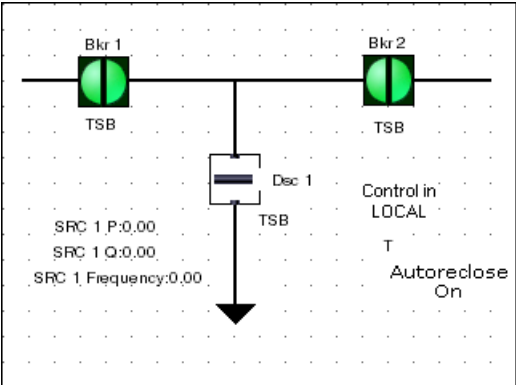 Bkr 1
Bkr 2
TSB
TSB
Dsc 1
TSB
Control in
LOCAL
SRC 1 P:0.00
SRC 1 Q:0.00
SRC 1 Frequency:0.00
T
Autoreclose
On